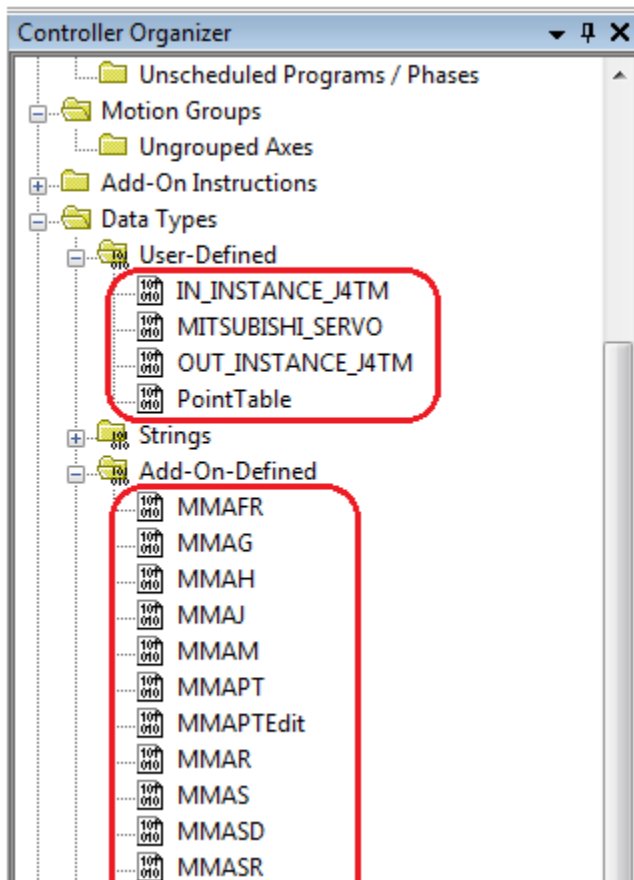 Controller Organizer
Unscheduled Programs / Phases
Motion Groups
Ungrouped Axes
Add-On Instructions
Data Types
User-Defined
IN_INSTANCE_J4TM
MITSUBISHI_SERVO
OUT_INSTANCE_J4TM
PointTable
Strings
Add-On-Defined
MMAFR
MMAG
MMAH
MMAJ
MMAM
MMAPT
MMAPTEdit
MMAR
MMAS
MMASD
MMASR